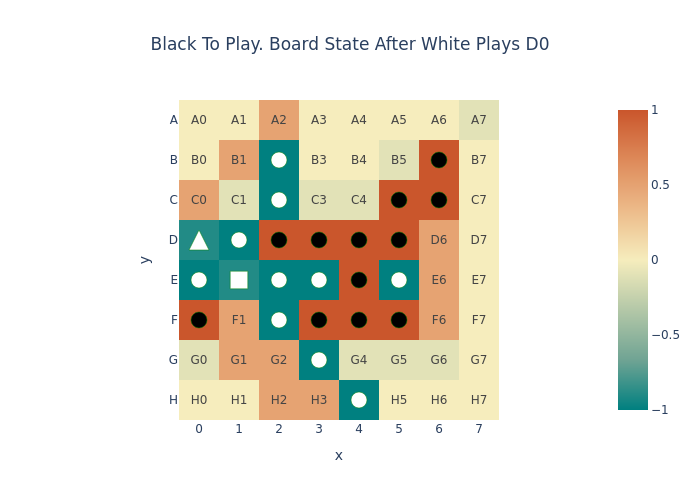 Black To Play. Board State After White Plays D0
A A0 A1 A2 A3 A4 A5 A6 A7 1
B B0 B1 B3 B4 B5 B7
C C0 C1 C3 C4 C7 0.5
D D6 D7 0
y
E E6 E7
F F1 F6 F7 −0.5
G G0 G1 G2 G4 G5 G6 G7
H H0 H1 H2 H3 H5 H6 H7 −1
0 1 2 3 4 5 6 7
x